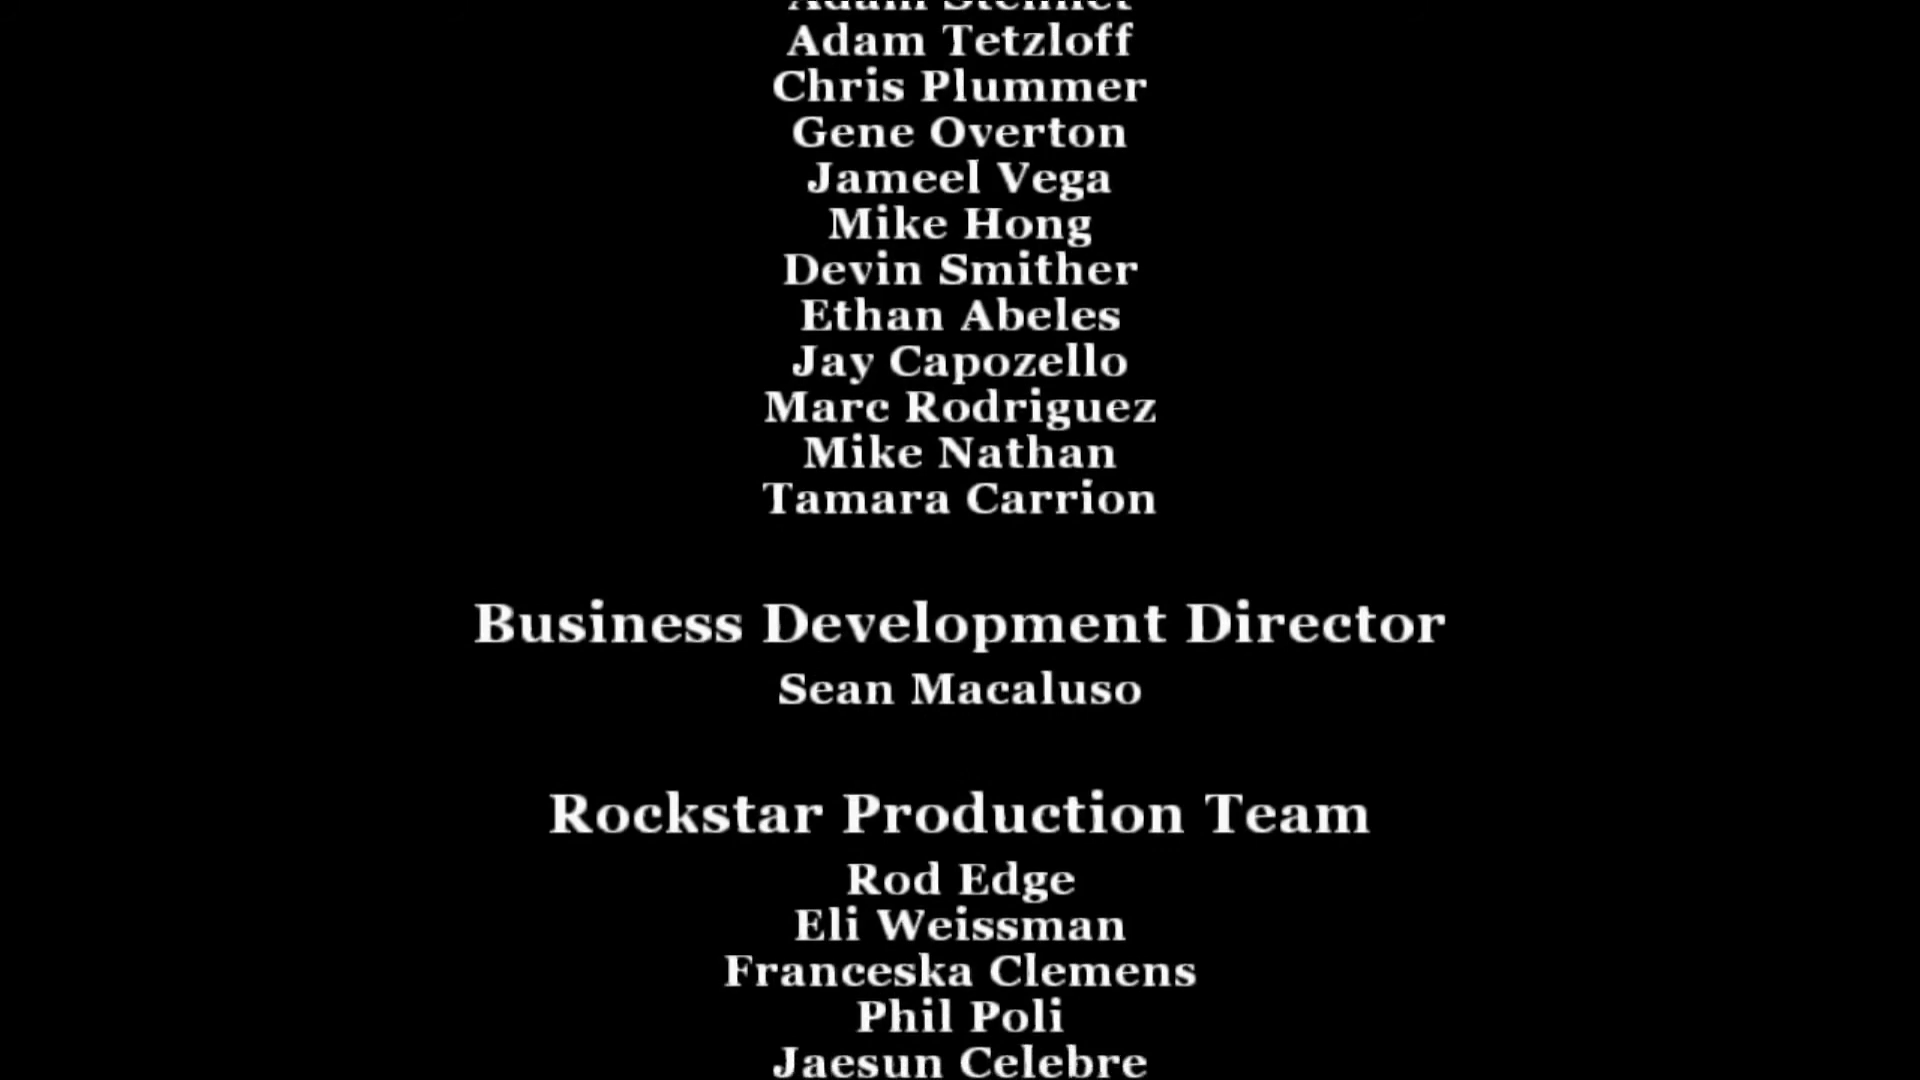 Adam Tetzloff
Chris Plummer
Gene Overton
Jameel Vega
Mike Hong
Devin Smither
Ethan Abeles
Jay Capozello
Marc Rodriguez
Mike Nathan
Tamara Carrion
Business Development Director
Sean Macaluso
Rockstar Production Team
Rod Edge
Eli Weissman
Franceska Clemens
Phil Poli
Jaesun Celebre